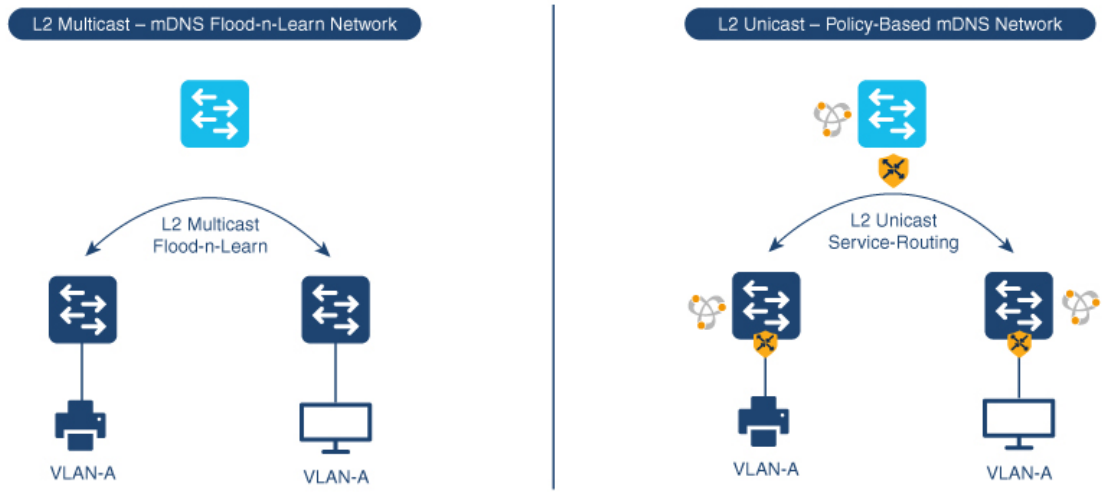 L2 Multicast – mDNS Flood-n-Learn Network
L2 Multicast
Flood-n-Learn
VLAN-A
VLAN-A
L2 Unicast – Policy-Based mDNS Network
L2 Unicast
Service-Routing
VLAN-A
VLAN-A